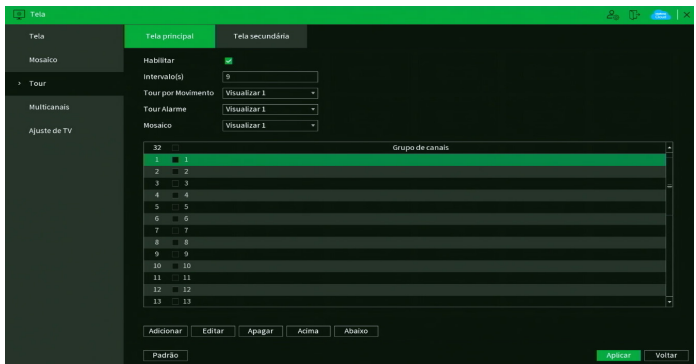 Tela
Tela
Mosaico
> Tour
Multicanais
Ajuste de TV
Tela principal
Tela secundária
Habilitar
Intervalo(s) 9
Tour por Movimento Visualizar 1
Tour Alarme Visualizar 1
Mosaico Visualizar 1
32 Grupo de canais
1 1
2 2
3 3
4 4
5 5
6 6
7 7
8 8
9 9
10 10
11 11
12 12
13 13
Adicionar Editar Apagar Acima Abaixo
Padrão Aplicar Voltar